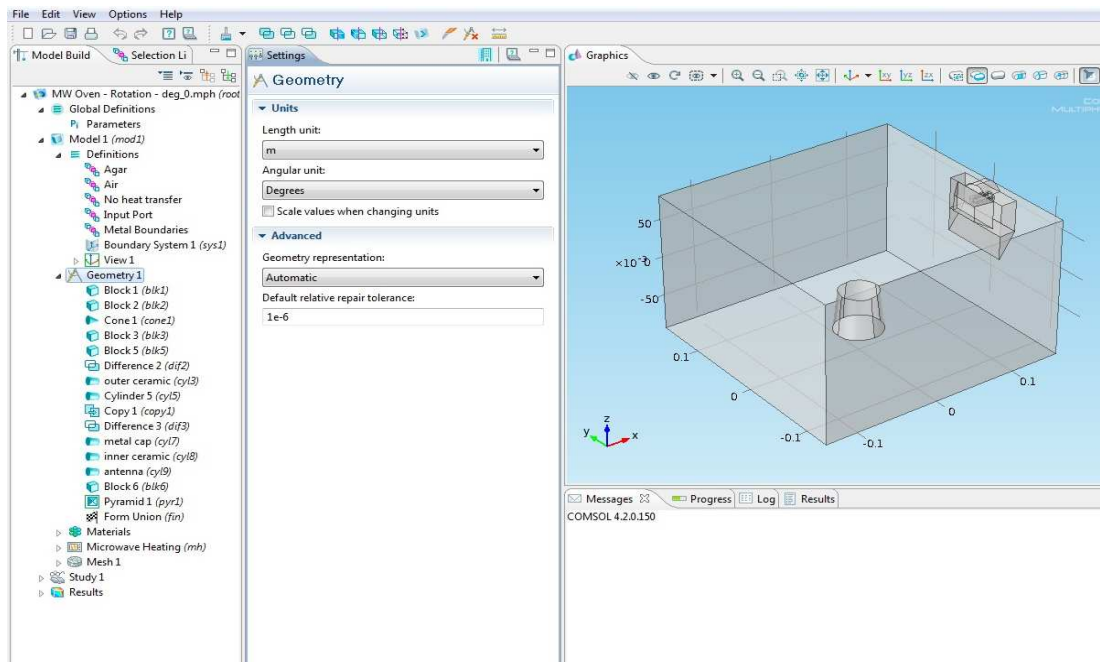 File Edit View Options Help
Model Build
Selection Li
Settings
Graphics
MW Oven - Rotation - deg_0.mph (root
Global Definitions
Pi Parameters
Model 1 (mod1)
Definitions
Agar
Air
No heat transfer
Input Port
Metal Boundaries
Boundary System 1 (sys1)
View 1
Geometry 1
Block 1 (blk1)
Block 2 (blk2)
Cone 1 (cone1)
Block 3 (blk3)
Block 5 (blk5)
Difference 2 (dif2)
outer ceramic (cyl3)
Cylinder 5 (cyl5)
Copy 1 (copy1)
Difference 3 (dif3)
metal cap (cyl7)
inner ceramic (cyl8)
antenna (cyl9)
Block 6 (blk6)
Pyramid 1 (pyr1)
Form Union (fin)
Materials
Microwave Heating (mh)
Mesh 1
Study 1
Results
Geometry
Units
Length unit:
m
Angular unit:
Degrees
Scale values when changing units
Advanced
Geometry representation:
Automatic
Default relative repair tolerance:
1e-6
xy yz zx
CO
MULTIPH
50
×10⁻³0
-50
0.1
0
-0.1
-0.1
0
0.1
z
y
x
Messages
Progress
Log
Results
COMSOL 4.2.0.150